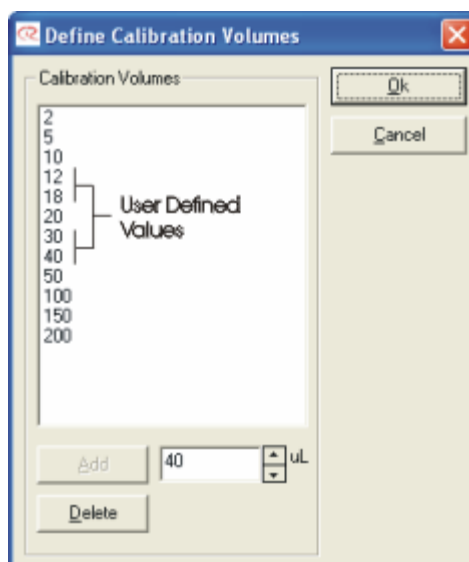 Define Calibration Volumes
Calibration Volumes
Ok
Cancel
2
5
10
12
18
20
30
40
50
100
150
200
User Defined
Values
Add
40
uL
Delete